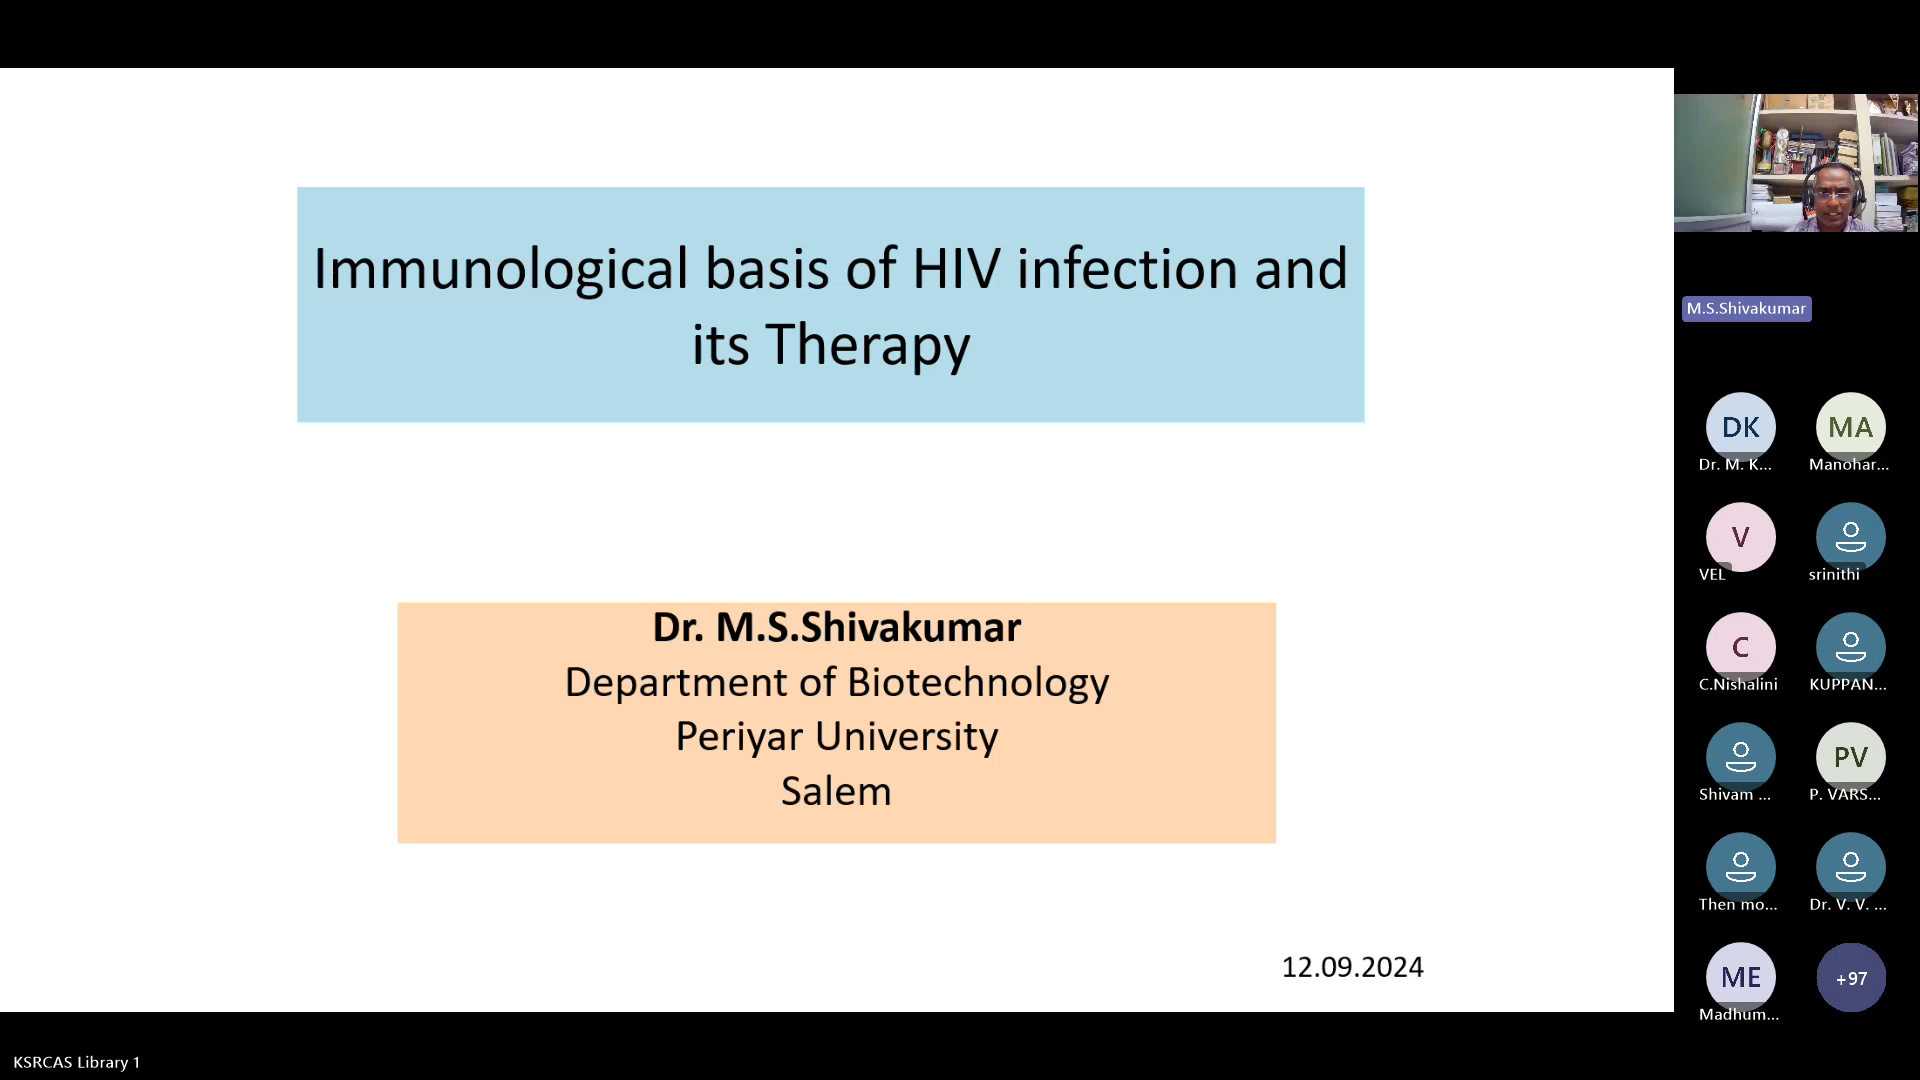 Immunological basis of HIV infection and
its Therapy
Dr. M.S.Shivakumar
Department of Biotechnology
Periyar University
Salem
12.09.2024
M.S.Shivakumar
DK
Dr. M. K...
MA
Manohar...
V
VEL
srinithi
C
C.Nishalini
KUPPAN...
Shivam ...
PV
P. VARS...
Then mo...
Dr. V. V. ...
ME
Madhum...
+97
KSRCAS Library 1